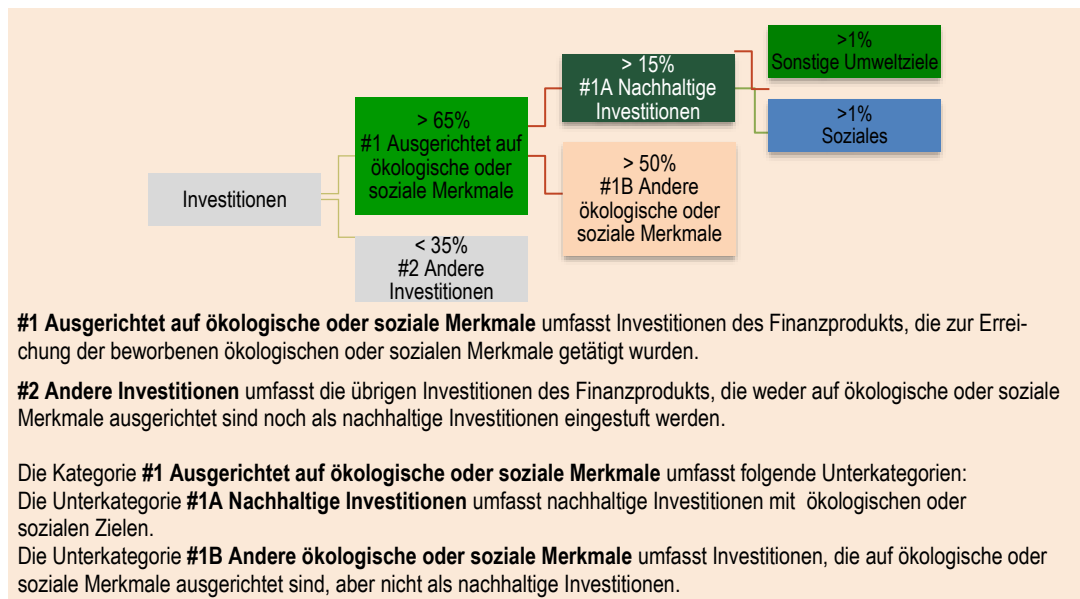 Investitionen
> 65%
#1 Ausgerichtet auf
ökologische oder
soziale Merkmale
< 35%
#2 Andere
Investitionen
> 15%
#1A Nachhaltige
Investitionen
> 50%
#1B Andere
ökologische oder
soziale Merkmale
>1%
Sonstige Umweltziele
>1%
Soziales
#1 Ausgerichtet auf ökologische oder soziale Merkmale umfasst Investitionen des Finanzprodukts, die zur Errei-
chung der beworbenen ökologischen oder sozialen Merkmale getätigt wurden.
#2 Andere Investitionen umfasst die übrigen Investitionen des Finanzprodukts, die weder auf ökologische oder soziale
Merkmale ausgerichtet sind noch als nachhaltige Investitionen eingestuft werden.
Die Kategorie #1 Ausgerichtet auf ökologische oder soziale Merkmale umfasst folgende Unterkategorien:
Die Unterkategorie #1A Nachhaltige Investitionen umfasst nachhaltige Investitionen mit ökologischen oder
sozialen Zielen.
Die Unterkategorie #1B Andere ökologische oder soziale Merkmale umfasst Investitionen, die auf ökologische oder
soziale Merkmale ausgerichtet sind, aber nicht als nachhaltige Investitionen.